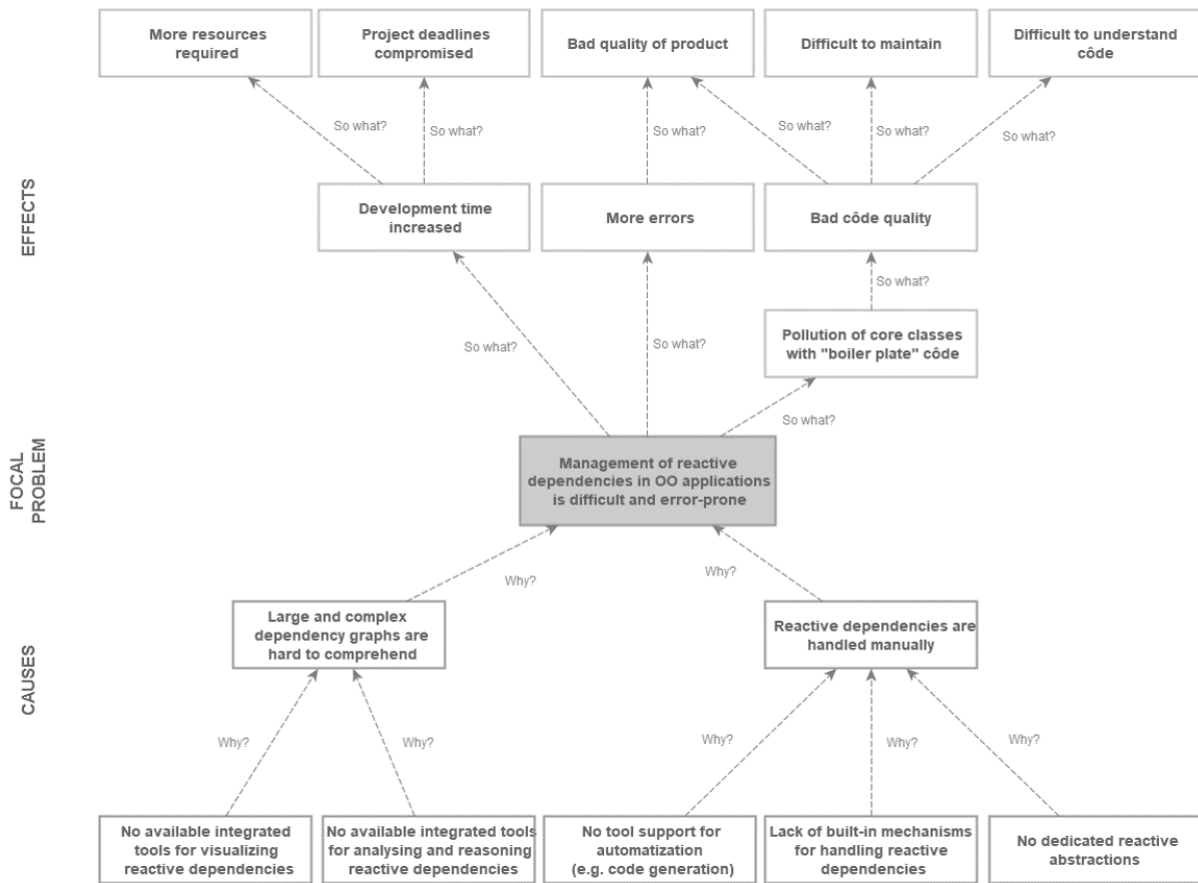 More resources
required
Project deadlines
compromised
Bad quality of product
Difficult to maintain
Difficult to understand
côde
So what?
So what?
So what?
So what?
So what?
So what?
EFFECTS
Development time
increased
More errors
Bad côde quality
So what?
Pollution of core classes
with "boiler plate" côde
So what?
So what?
So what?
FOCAL
PROBLEM
Management of reactive
dependencies in OO applications
is difficult and error-prone
Why?
Why?
CAUSES
Large and complex
dependency graphs are
hard to comprehend
Reactive dependencies are
handled manually
Why?
Why?
Why?
Why?
Why?
No available integrated
tools for visualizing
reactive dependencies
No available integrated tools
for analysing and reasoning
reactive dependencies
No tool support for
automatization
(e.g. code generation)
Lack of built-in mechanisms
for handling reactive
dependencies
No dedicated reactive
abstractions